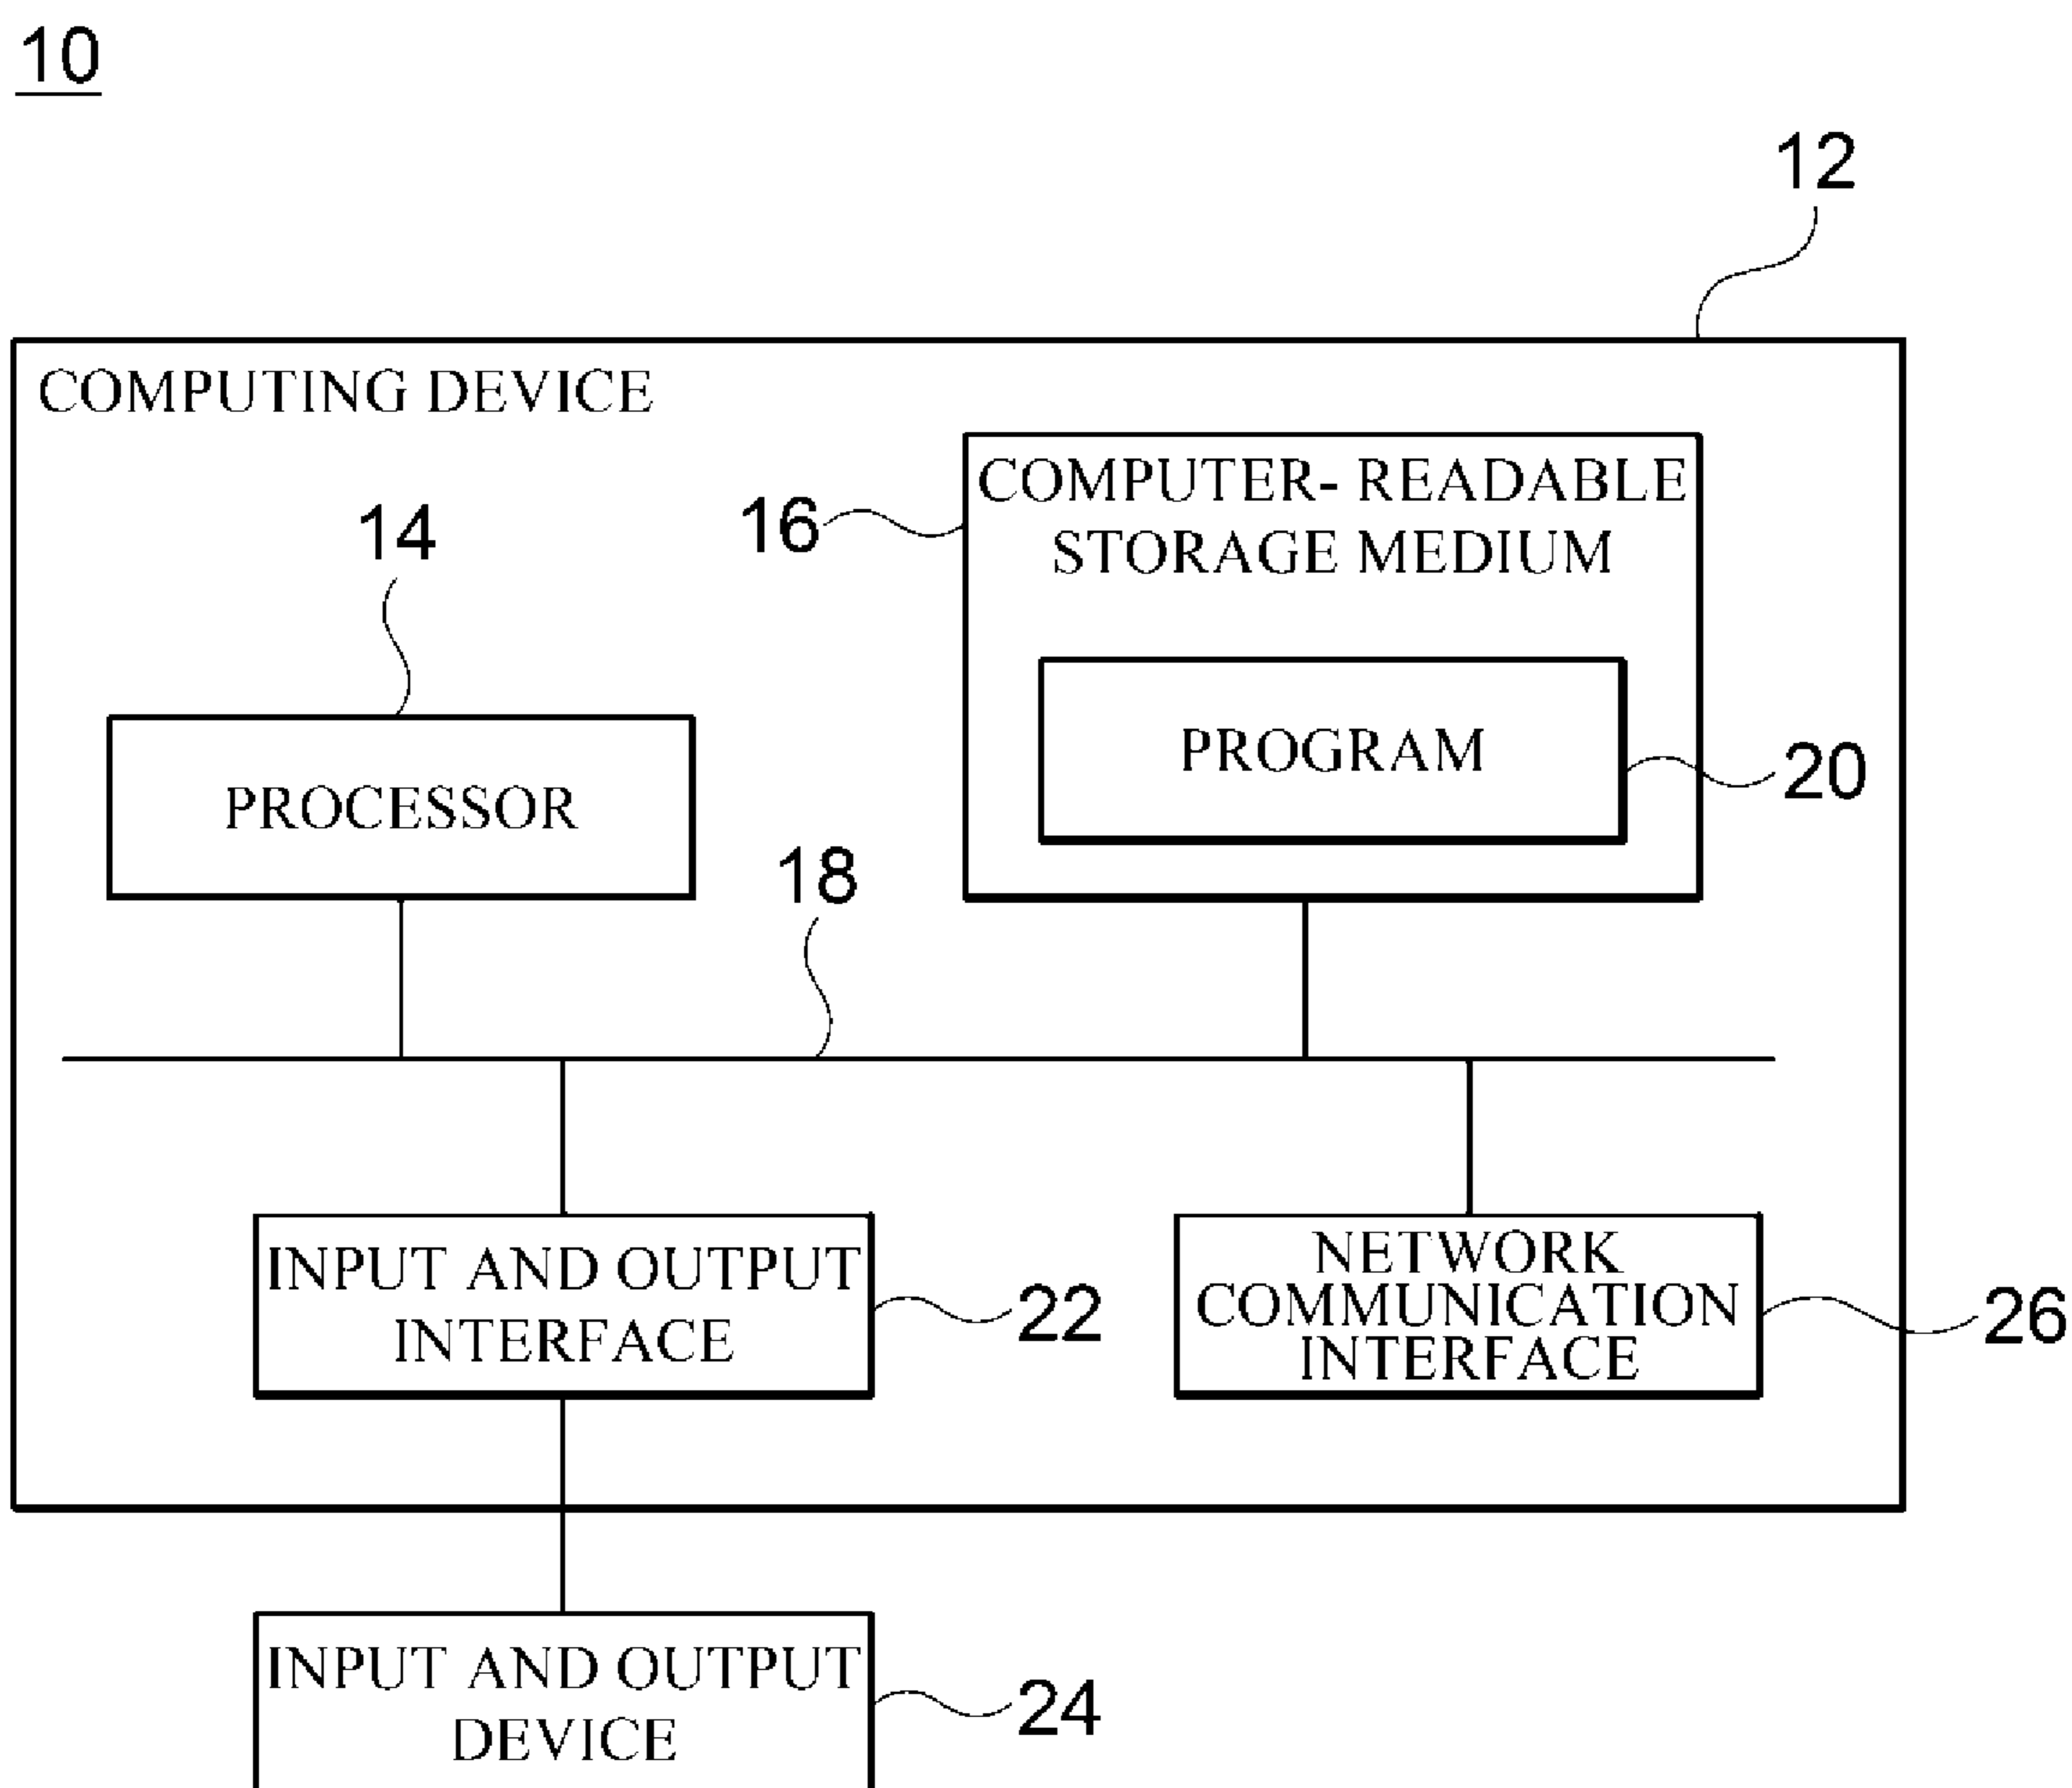 10
12
COMPUTING DEVICE
COMPUTER- READABLE
STORAGE MEDIUM
16
14
PROGRAM
20
PROCESSOR
18
INPUT AND OUTPUT
INTERFACE
22
NETWORK
COMMUNICATION
INTERFACE
26
INPUT AND OUTPUT
DEVICE
24